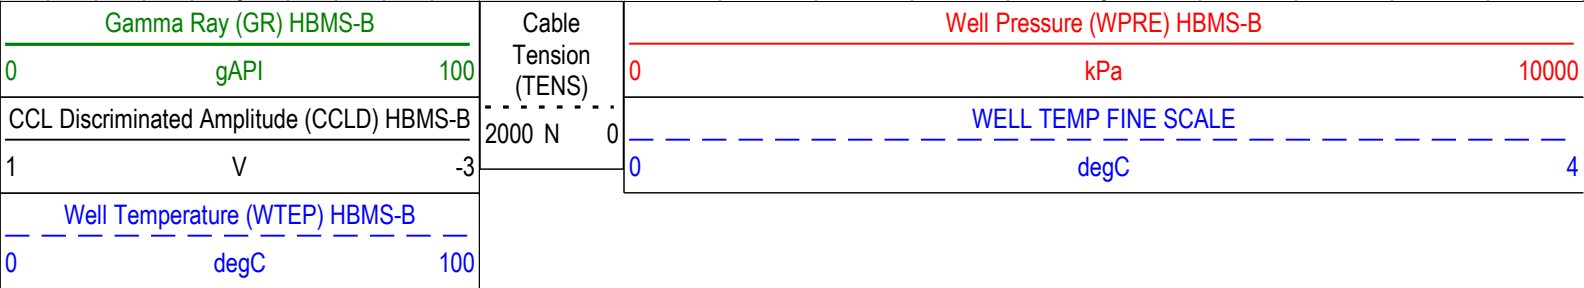 Gamma Ray (GR) HBMS-B
0 gAPI 100
CCL Discriminated Amplitude (CCLD) HBMS-B
1 V -3
Well Temperature (WTEP) HBMS-B
0 degC 100
Cable
Tension
(TENS)
2000 N 0
Well Pressure (WPRE) HBMS-B
0 kPa 10000
WELL TEMP FINE SCALE
0 degC 4